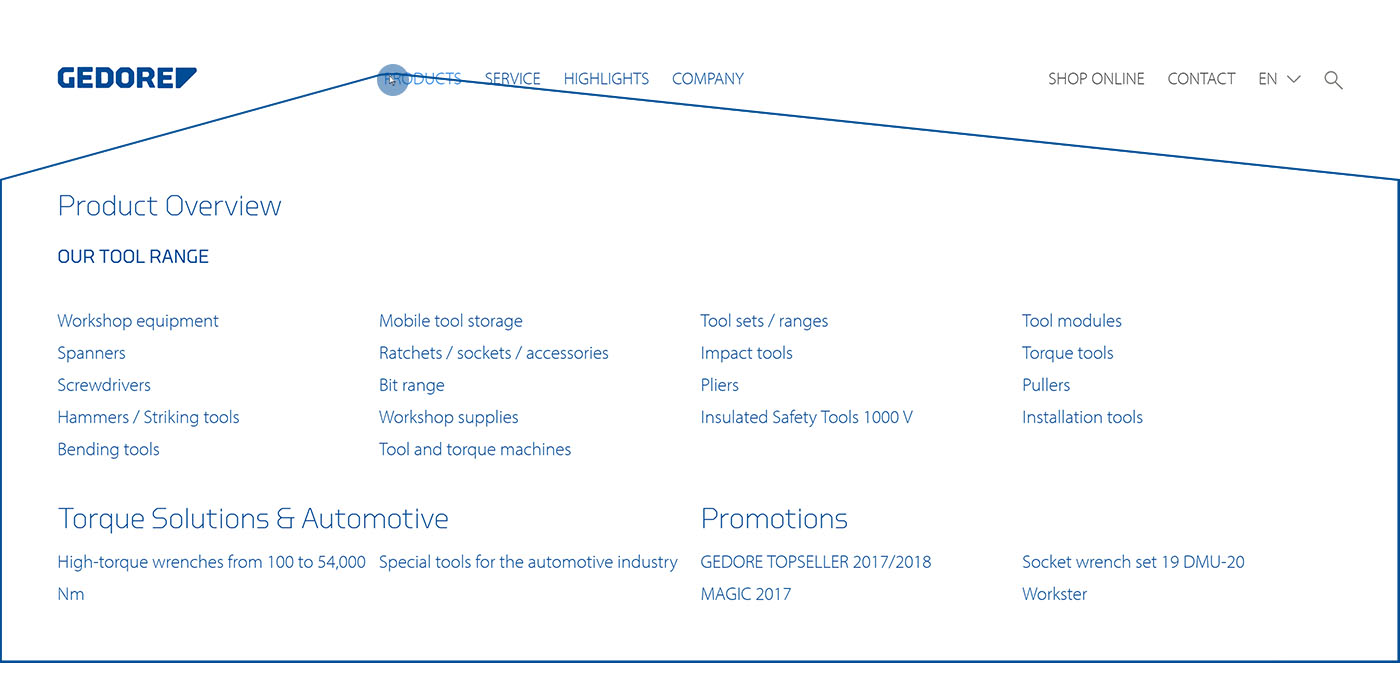 GEDORE
PRODUCTS SERVICE HIGHLIGHTS COMPANY SHOP ONLINE CONTACT EN
Product Overview
OUR TOOL RANGE
Workshop equipment Mobile tool storage Tool sets / ranges Tool modules
Spanners Ratchets / sockets / accessories Impact tools Torque tools
Screwdrivers Bit range Pliers Pullers
Hammers / Striking tools Workshop supplies Insulated Safety Tools 1000 V Installation tools
Bending tools Tool and torque machines
Torque Solutions & Automotive Promotions
High-torque wrenches from 100 to 54,000 Special tools for the automotive industry GEDORE TOPSELLER 2017/2018 Socket wrench set 19 DMU-20
Nm MAGIC 2017 Workster